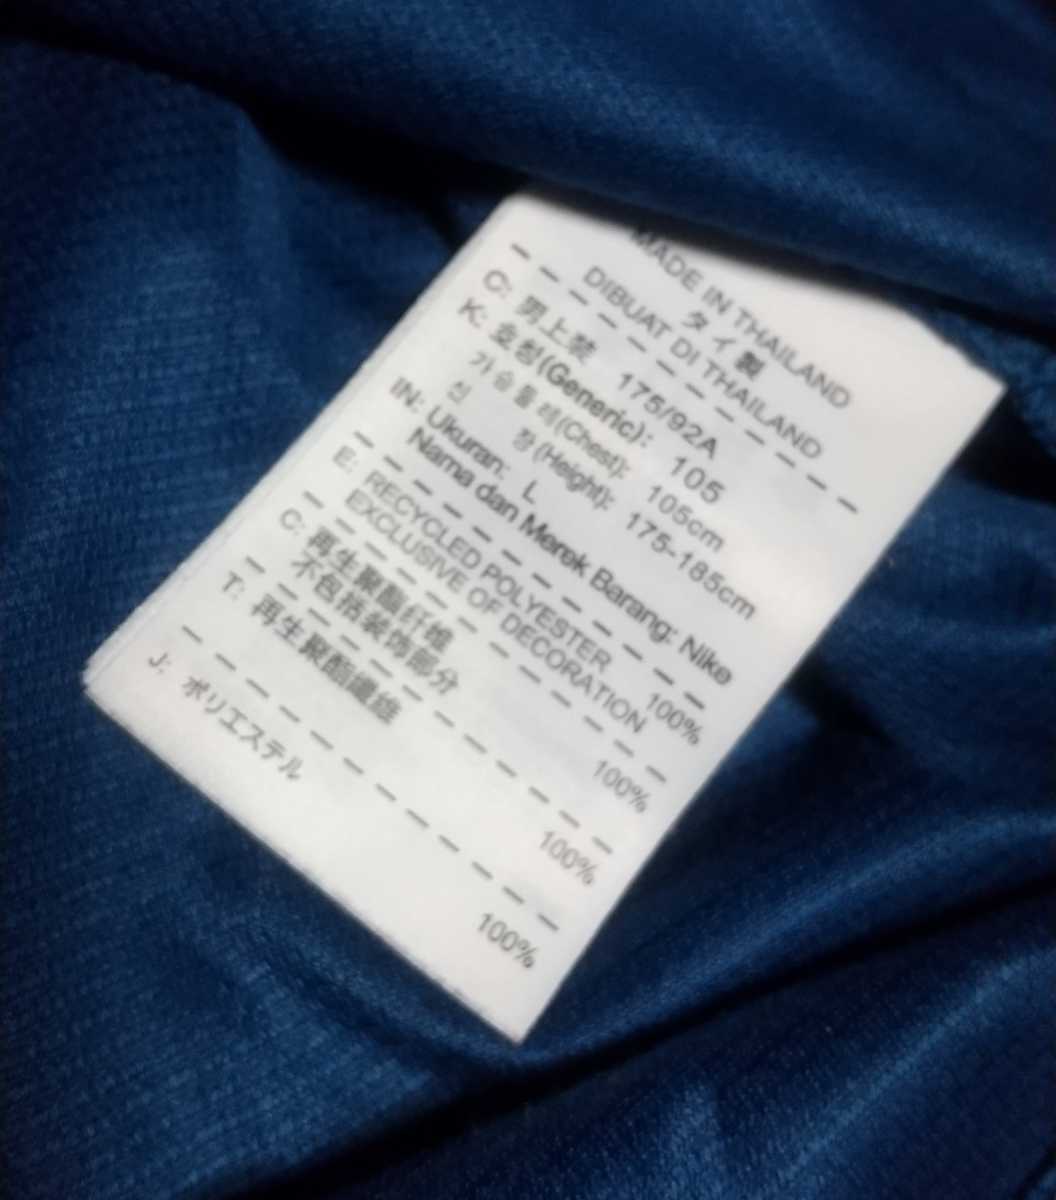 MADE IN THAILAND
タイ製
DIBUAT DI THAILAND
C: 男上装 175/92A
K: 호칭(Generic): 105
가슴둘레(Chest): 105cm
신 장(Height): 175-185cm
IN: Ukuran: L
Nama dan Merek Barang: Nike
E: RECYCLED POLYESTER 100%
EXCLUSIVE OF DECORATION
C: 再生聚酯纤维 100%
不包括装饰部分
T: 再生聚酯纖維 100%
J: ポリエステル 100%